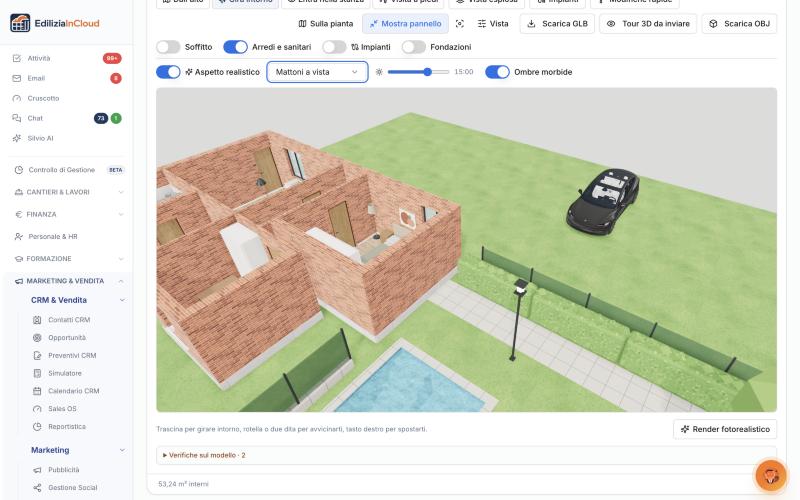 EdiliziaInCloud
Sulla pianta
Mostra pannello
Vista
Scarica GLB
Tour 3D da inviare
Scarica OBJ
Soffitto
Arredi e sanitari
Impianti
Fondazioni
Aspetto realistico
Mattoni a vista
15:00
Ombre morbide
Attività
99+
Email
8
Cruscotto
Chat
73
1
Silvio AI
Controllo di Gestione
BETA
CANTIERI & LAVORI
FINANZA
Personale & HR
FORMAZIONE
MARKETING & VENDITA
CRM & Vendita
Contatti CRM
Opportunità
Preventivi CRM
Simulatore
Calendario CRM
Sales OS
Reportistica
Marketing
Pubblicità
Gestione Social
Trascina per girare intorno, rotella o due dita per avvicinarti, tasto destro per spostarti.
Render fotorealistico
Verifiche sul modello · 2
53,24 m² interni